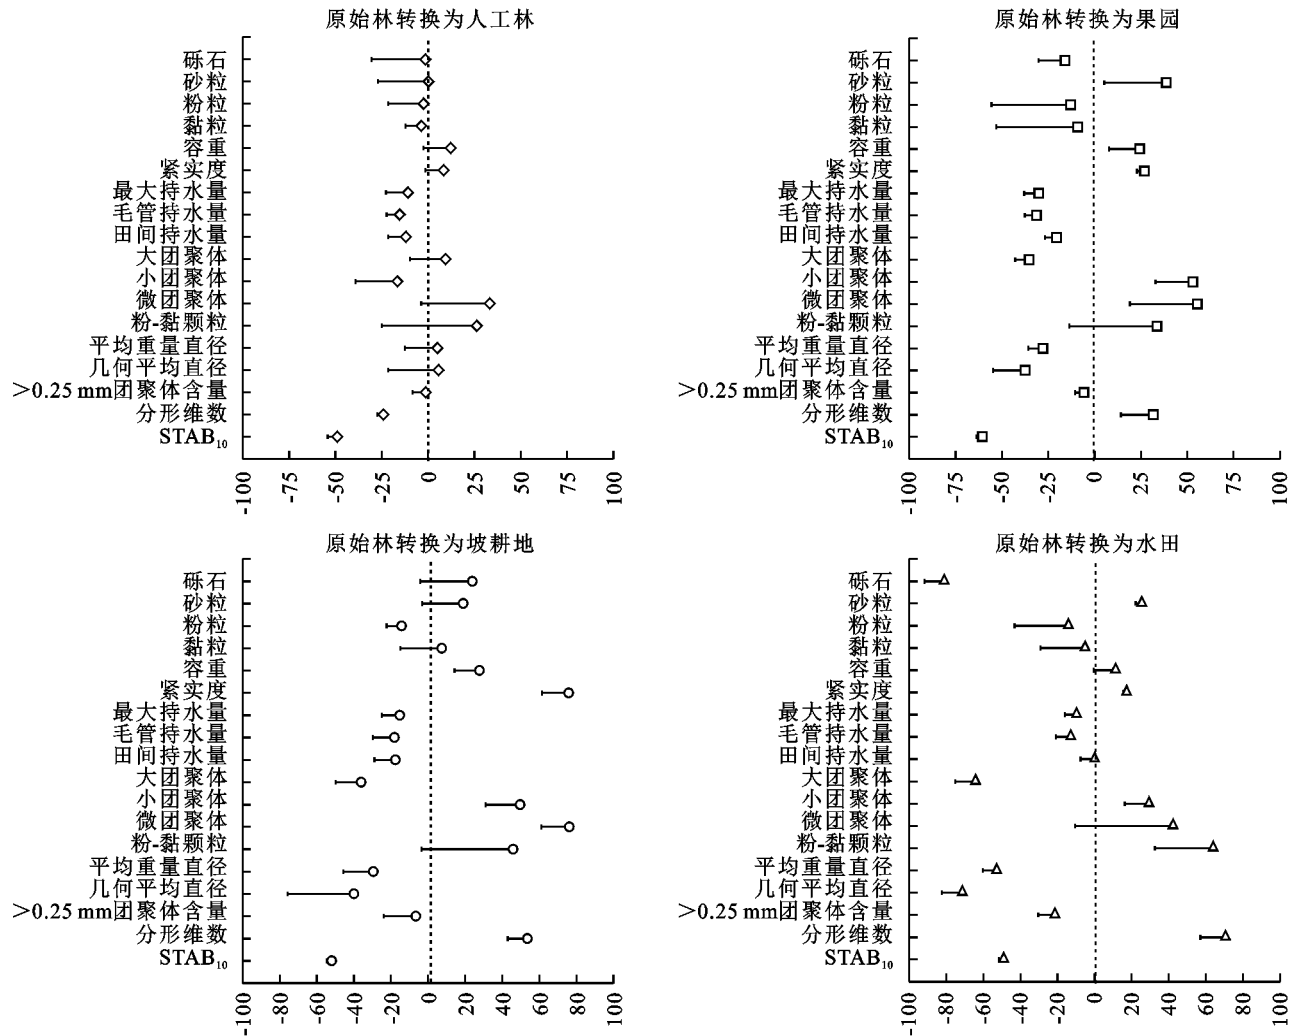 原始林转换为人工林
砾石
砂粒
粉粒
黏粒
容重
紧实度
最大持水量
毛管持水量
田间持水量
大团聚体
小团聚体
微团聚体
粉-黏颗粒
平均重量直径
几何平均直径
>0.25 mm团聚体含量
分形维数
STAB₁₀
-100 -75 -50 -25 0 25 50 75 100
原始林转换为果园
砾石
砂粒
粉粒
黏粒
容重
紧实度
最大持水量
毛管持水量
田间持水量
大团聚体
小团聚体
微团聚体
粉-黏颗粒
平均重量直径
几何平均直径
>0.25 mm团聚体含量
分形维数
STAB₁₀
-100 -75 -50 -25 0 25 50 75 100
原始林转换为坡耕地
砾石
砂粒
粉粒
黏粒
容重
紧实度
最大持水量
毛管持水量
田间持水量
大团聚体
小团聚体
微团聚体
粉-黏颗粒
平均重量直径
几何平均直径
>0.25 mm团聚体含量
分形维数
STAB₁₀
-100 -80 -60 -40 -20 0 20 40 60 80 100
原始林转换为水田
砾石
砂粒
粉粒
黏粒
容重
紧实度
最大持水量
毛管持水量
田间持水量
大团聚体
小团聚体
微团聚体
粉-黏颗粒
平均重量直径
几何平均直径
>0.25 mm团聚体含量
分形维数
STAB₁₀
-100 -80 -60 -40 -20 0 20 40 60 80 100